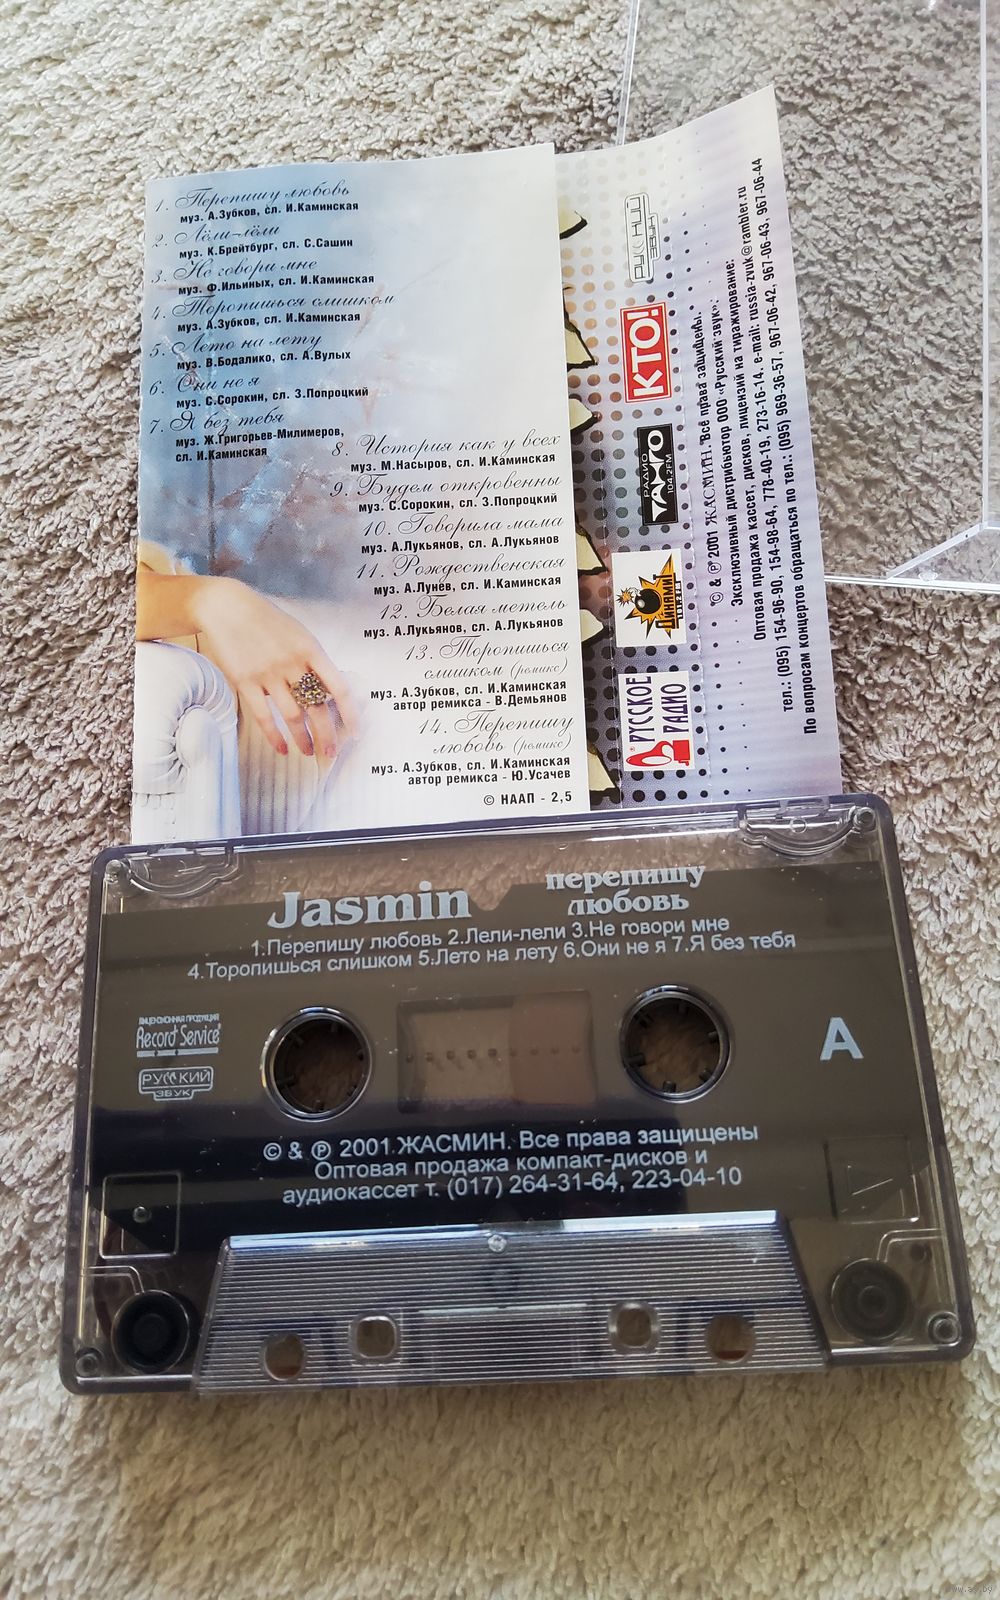 1. Перепишу любовь
муз. А.Зубков, сл. И.Каминская
2. Лёли-лёли
муз. К.Брейтбург, сл. С.Сашин
3. Не говори мне
муз. Ф.Ильиных, сл. И.Каминская
4. Торопишься слишком
муз. А.Зубков, сл. И.Каминская
5. Лето на лету
муз. В.Бодалико, сл. А.Вулых
6. Они не я
муз. С.Сорокин, сл. З.Попроцкий
7. Я без тебя
муз. Ж.Григорьев-Милимеров,
сл. И.Каминская
8. История как у всех
муз. М.Насыров, сл. И.Каминская
9. Будем откровенны
муз. С.Сорокин, сл. З.Попроцкий
10. Говорила мама
муз. А.Лукьянов, сл. А.Лукьянов
11. Рождественская
муз. А.Лунёв, сл. И.Каминская
12. Белая метель
муз. А.Лукьянов, сл. А.Лукьянов
13. Торопишься
слишком (ремикс)
муз. А.Зубков, сл. И.Каминская
автор ремикса - В.Демьянов
14. Перепишу
любовь (ремикс)
муз. А.Зубков, сл. И.Каминская
автор ремикса - Ю.Усачев
© НААП - 2,5
РУССКИЙ
ЗВУК
КТО!
РАДИО
ТАНГО
104.2FM
ДИНАМИТ
101.2 FM
РУССКОЕ
РАДИО
© & ℗ 2001 ЖАСМИН. Все права защищены.
Эксклюзивный дистрибьютор ООО «Русский звук»:
Оптовая продажа кассет, дисков, лицензий на тиражирование:
тел.: (095) 154-96-90, 154-98-64, 778-40-19, 273-16-14. e-mail: russia-zvuk@rambler.ru
По вопросам концертов обращаться по тел.: (095) 969-36-57, 967-06-42, 967-06-43, 967-06-44
Jasmin
перепишу
любовь
1.Перепишу любовь 2.Лели-лели 3.Не говори мне
4.Торопишься слишком 5.Лето на лету 6.Они не я 7.Я без тебя
ЛИЦЕНЗИОННАЯ ПРОДУКЦИЯ
Record Service
РУССКИЙ
ЗВУК
A
© & ℗ 2001 ЖАСМИН. Все права защищены
Оптовая продажа компакт-дисков и
аудиокассет т. (017) 264-31-64, 223-04-10
www.ay.by